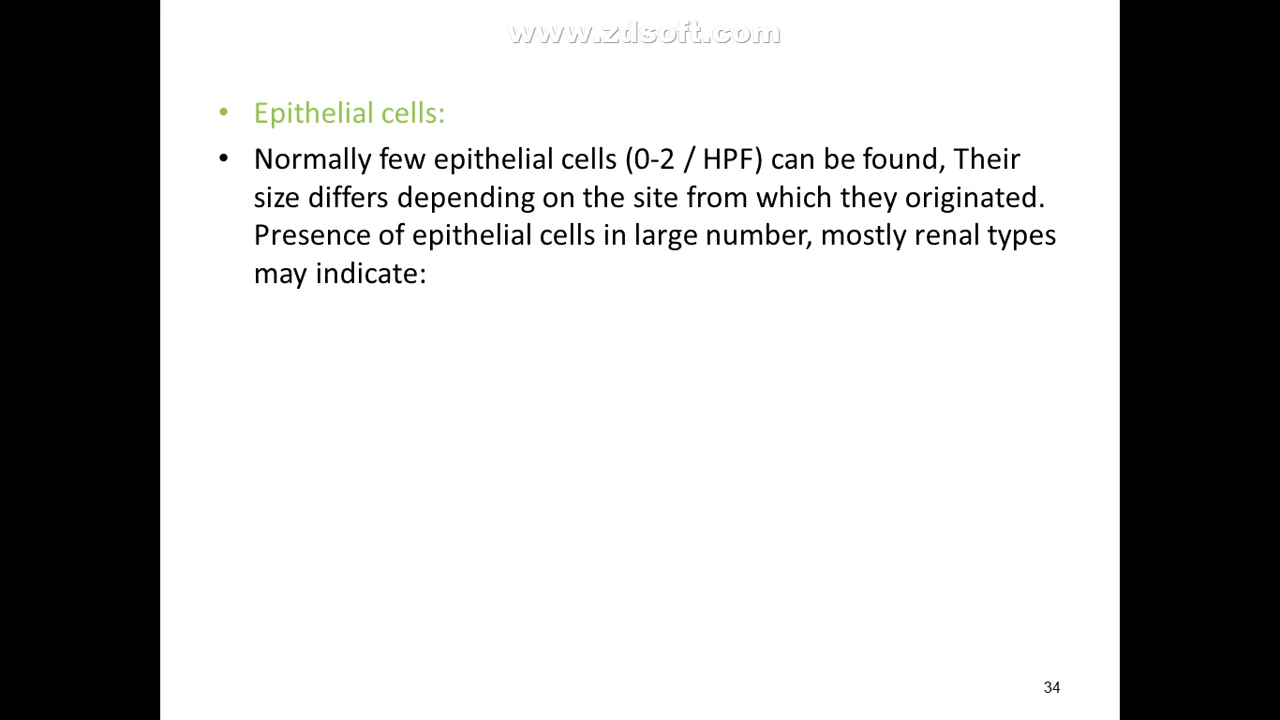 www.zdsoft.com
• Epithelial cells:
• Normally few epithelial cells (0-2 / HPF) can be found, Their
size differs depending on the site from which they originated.
Presence of epithelial cells in large number, mostly renal types
may indicate:
34